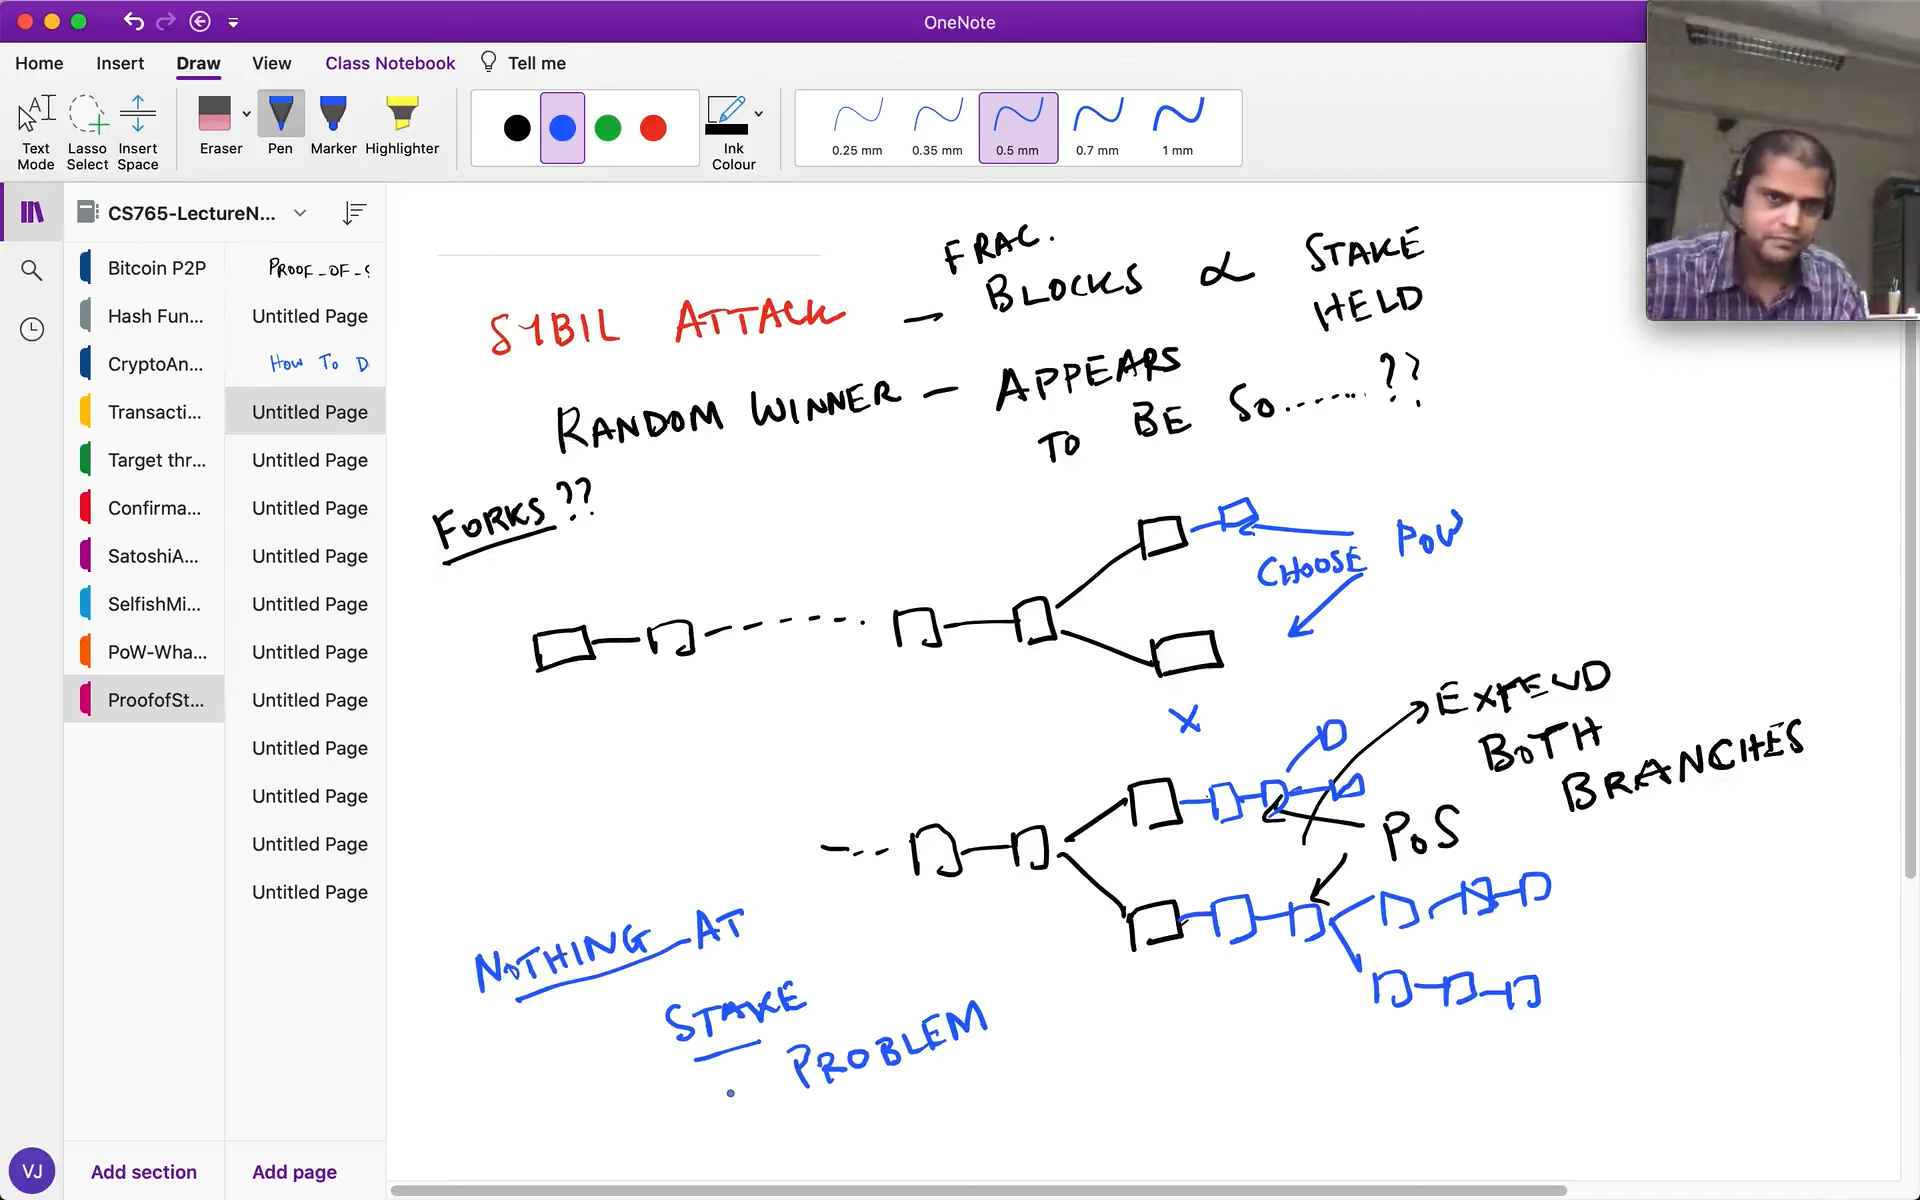 OneNote
Home Insert Draw View Class Notebook Tell me
Text Mode
Lasso Select
Insert Space
Eraser
Pen
Marker
Highlighter
Ink Colour
0.25 mm
0.35 mm
0.5 mm
0.7 mm
1 mm
CS765-LectureN...
Bitcoin P2P
Hash Fun...
CryptoAn...
Transacti...
Target thr...
Confirma...
SatoshiA...
SelfishMi...
PoW-Wha...
ProofofSt...
PROOF-OF-S
Untitled Page
HOW TO D
Untitled Page
Untitled Page
Untitled Page
Untitled Page
Untitled Page
Untitled Page
Untitled Page
Untitled Page
Untitled Page
Untitled Page
Untitled Page
Untitled Page
VJ
Add section
Add page
SYBIL ATTACK – FRAC. BLOCKS ∝ STAKE HELD
RANDOM WINNER – APPEARS
TO BE SO.......??
FORKS??
CHOOSE PoW
X
EXTEND
BOTH
BRANCHES
PoS
NOTHING AT
STAKE
PROBLEM